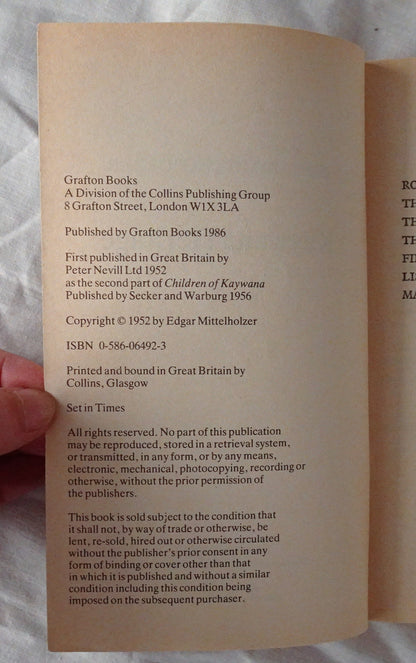 Grafton Books
A Division of the Collins Publishing Group
8 Grafton Street, London W1X 3LA
Published by Grafton Books 1986
First published in Great Britain by
Peter Nevill Ltd 1952
as the second part of Children of Kaywana
Published by Secker and Warburg 1956
Copyright © 1952 by Edgar Mittelholzer
ISBN 0-586-06492-3
Printed and bound in Great Britain by
Collins, Glasgow
Set in Times
All rights reserved. No part of this publication
may be reproduced, stored in a retrieval system,
or transmitted, in any form, or by any means,
electronic, mechanical, photocopying, recording or
otherwise, without the prior permission of
the publishers.
This book is sold subject to the condition that
it shall not, by way of trade or otherwise, be
lent, re-sold, hired out or otherwise circulated
without the publisher's prior consent in any
form of binding or cover other than that
in which it is published and without a similar
condition including this condition being
imposed on the subsequent purchaser.